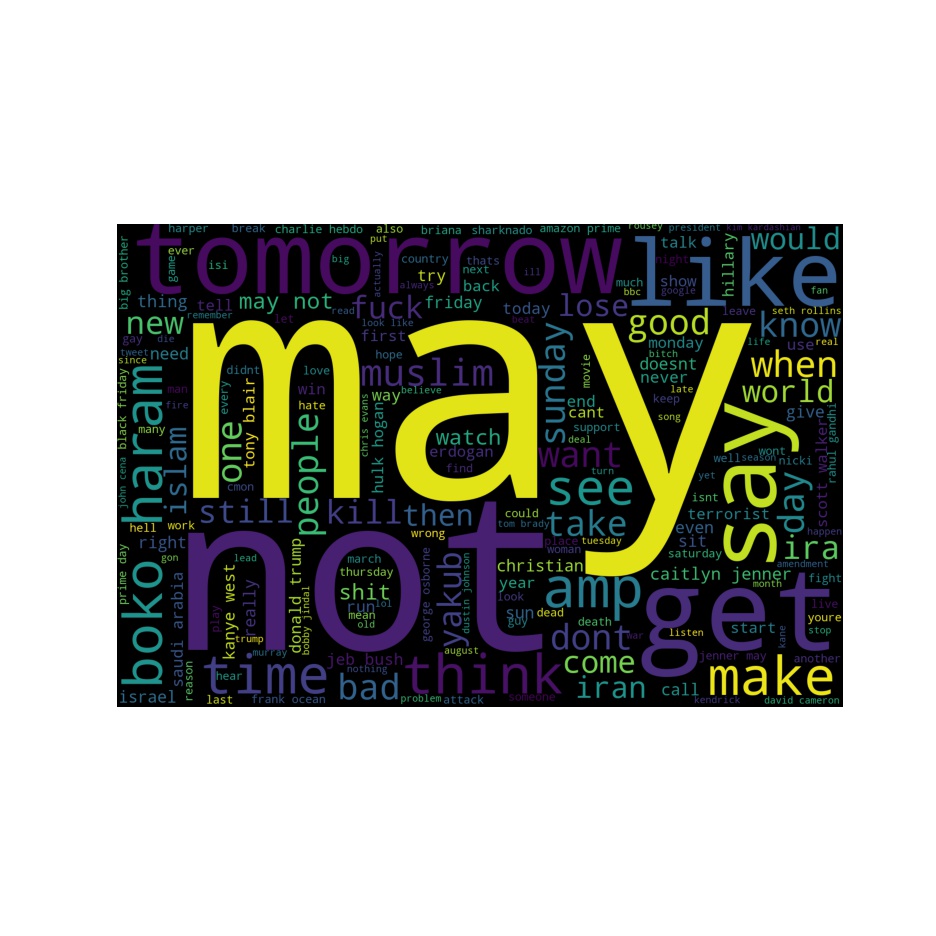 harper
break
charlie hebdo
also
briana
sharknado
amazon prime
rousey
president
kim kardashian
put
tomorrow
like
talk
hillary
would
big brother
ever
game
isi
big
actually
country
always
try
thats
next
back
ill
night
show
google
much
bbc
fan
thing
tell
may not
read
fuck
friday
today
lose
leave
seth rollins
new
remember
let
look like
first
beat
good
know
gay
die
may
sunday
monday
bitch
life
use
real
tweet
since
need
didnt
love
hope
muslim
believe
movie
doesnt
never
when
black friday
man
every
tony blair
win
way
late
world
haram
fire
hate
chris evans
hulk hogan
end
cant
keep
song
say
give
many
islam
one
people
watch
support
deal
day
scott walker
rahul gandhi
john cena
erdogan
find
want
turn
wont
well
season
nicki
cmon
see
yet
isnt
terrorist
hell
work
still
kill
then
could
tom brady
take
even
happen
wrong
sit
right
not
place
tuesday
saturday
ira
prime day
boko
gon
lead
donald trump
march
thursday
george osborne
yakub
dustin johnson
woman
christian
year
caitlyn jenner
amendment
fight
month
saudi arabia
kanye west
really
bobby jindal
shit
look
amp
get
live
play
run
lol
mean
old
sun
guy
dead
death
war
listen
start
kane
youre
stop
ump
murray
august
dont
reason
hear
time
jeb bush
nothing
think
come
jenner may
another
israel
last
frank ocean
bad
problem
attack
someone
iran
call
make
kendrick
david cameron